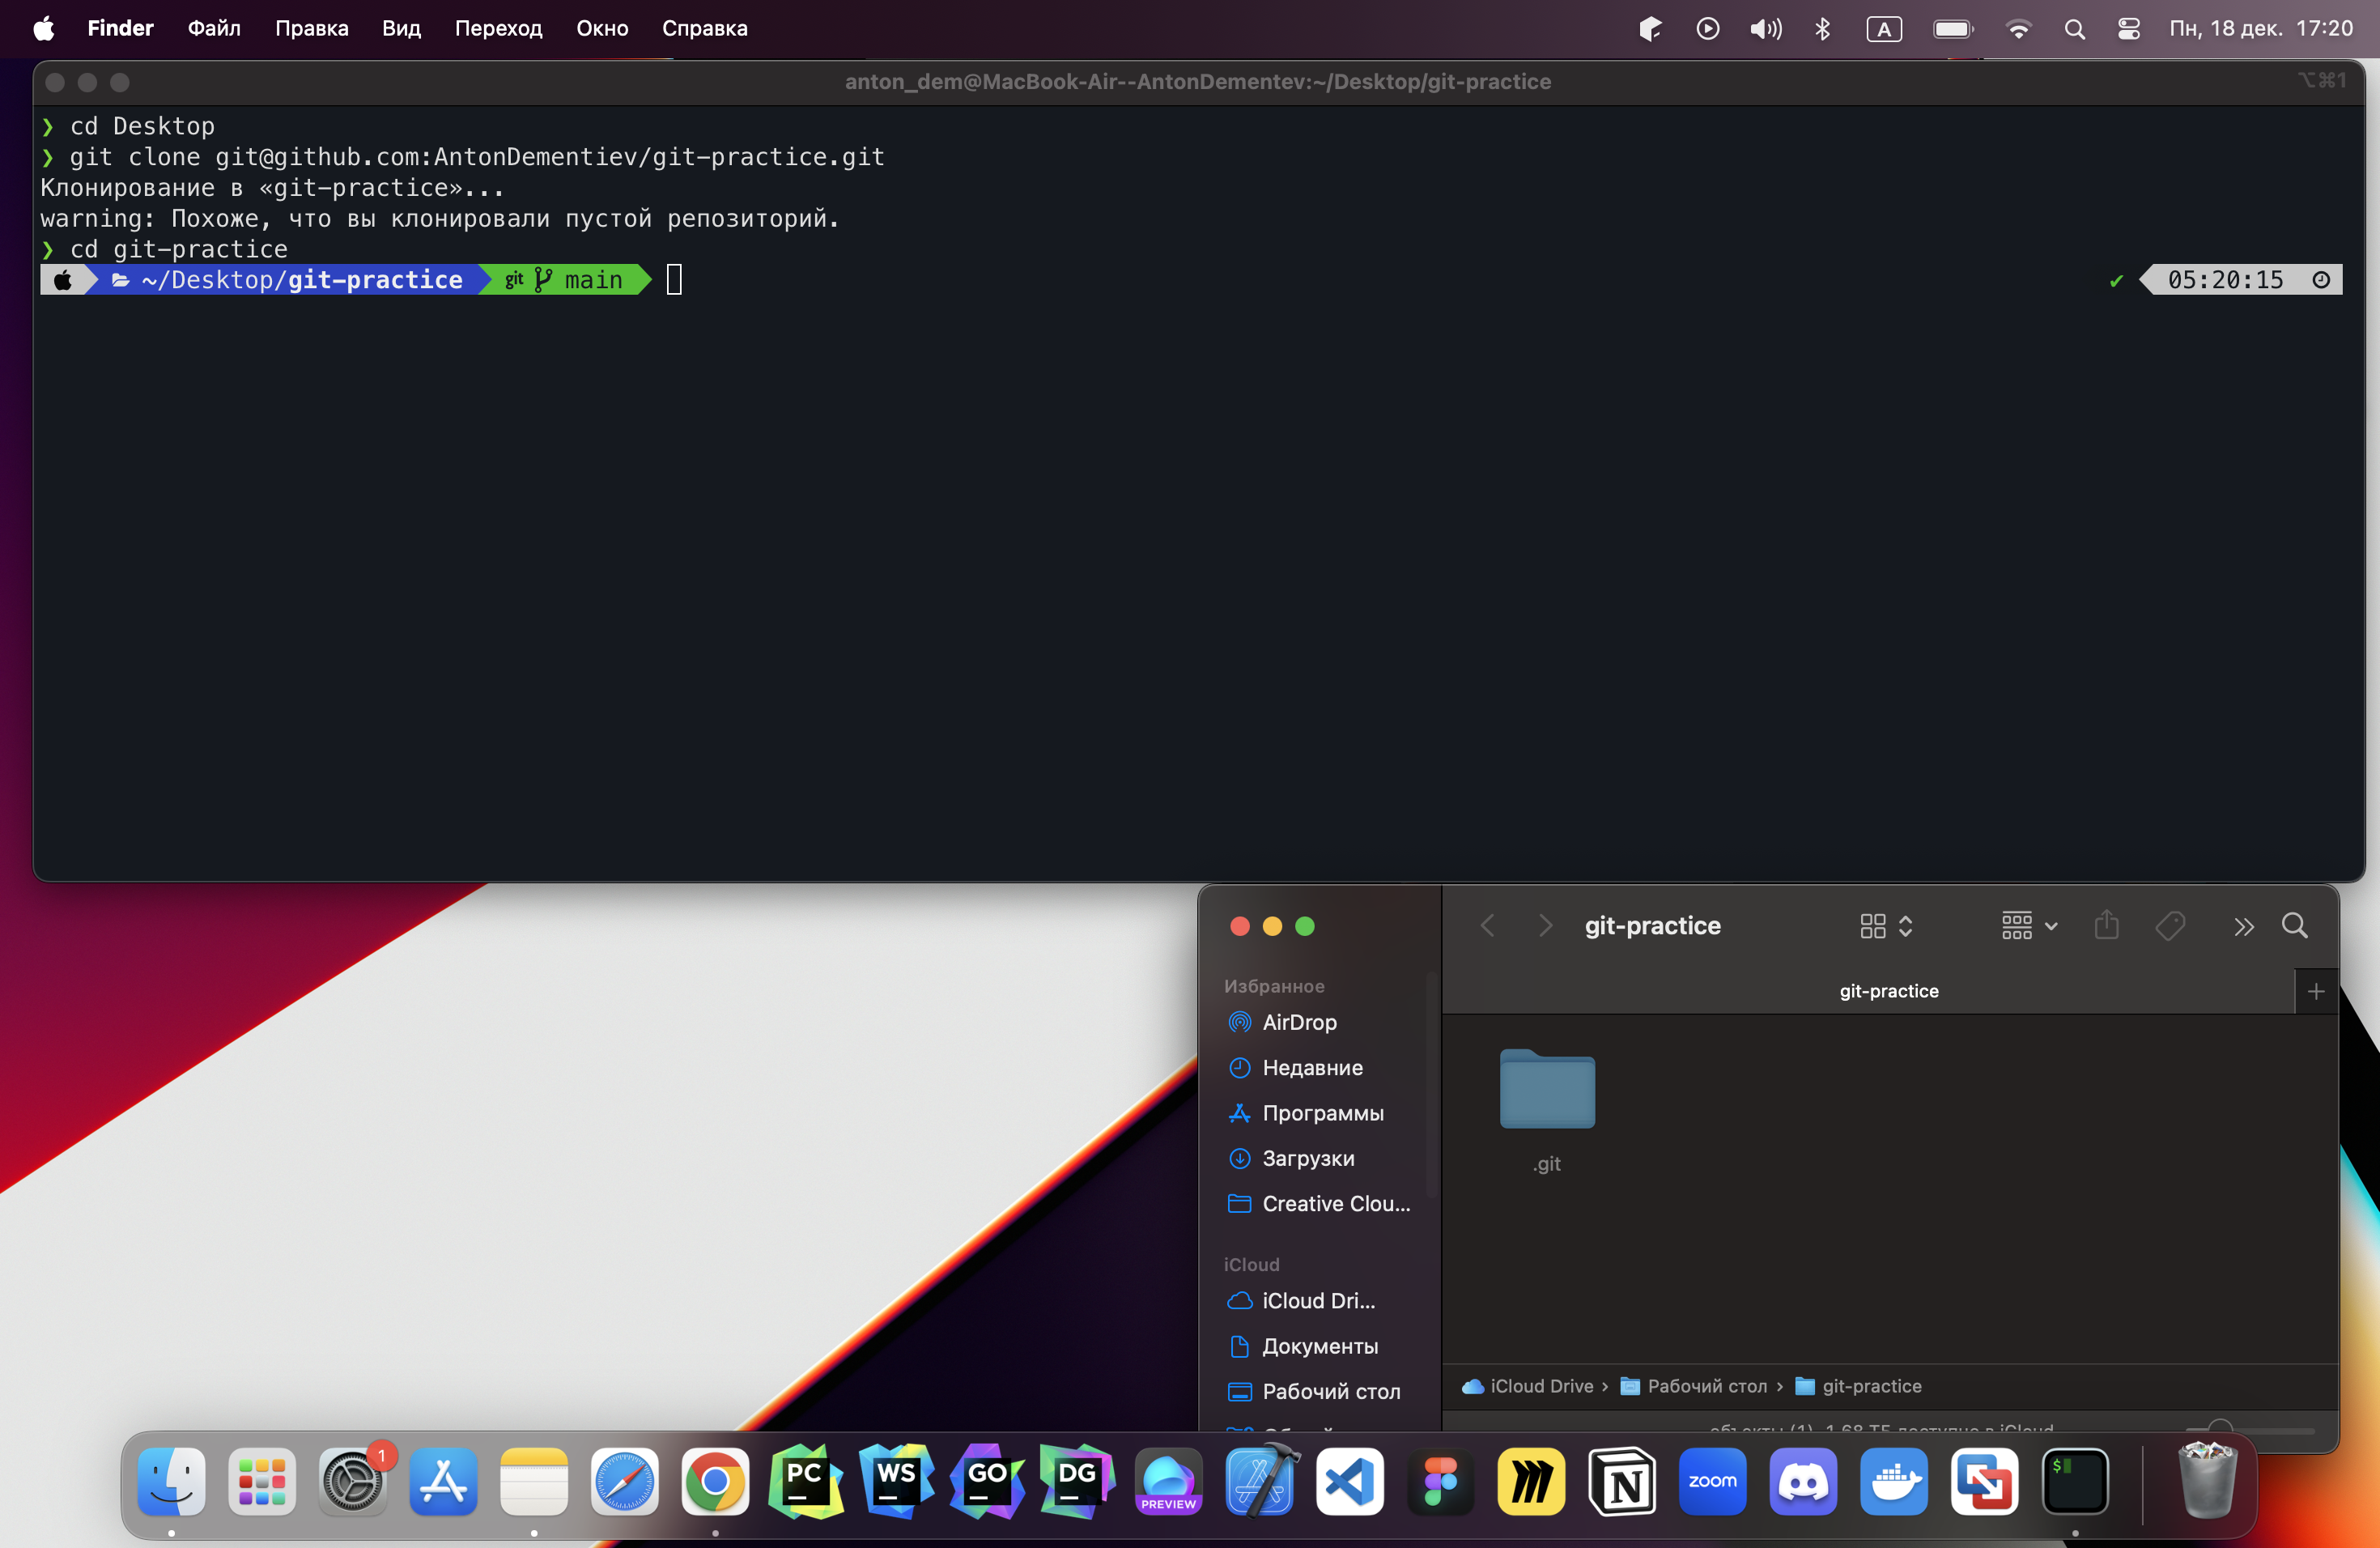 Finder Файл Правка Вид Переход Окно Справка A Пн, 18 дек. 17:20
anton_dem@MacBook-Air--AntonDementev:~/Desktop/git-practice ⌥⌘1
❯ cd Desktop
❯ git clone git@github.com:AntonDementiev/git-practice.git
Клонирование в «git-practice»...
warning: Похоже, что вы клонировали пустой репозиторий.
❯ cd git-practice
~/Desktop/git-practice git main ✔ 05:20:15
git-practice
git-practice
Избранное
AirDrop
Недавние
Программы
Загрузки
Creative Clou...
iCloud
iCloud Dri...
Документы
Рабочий стол
.git
iCloud Drive › Рабочий стол › git-practice
1
PC WS GO DG PREVIEW zoom $